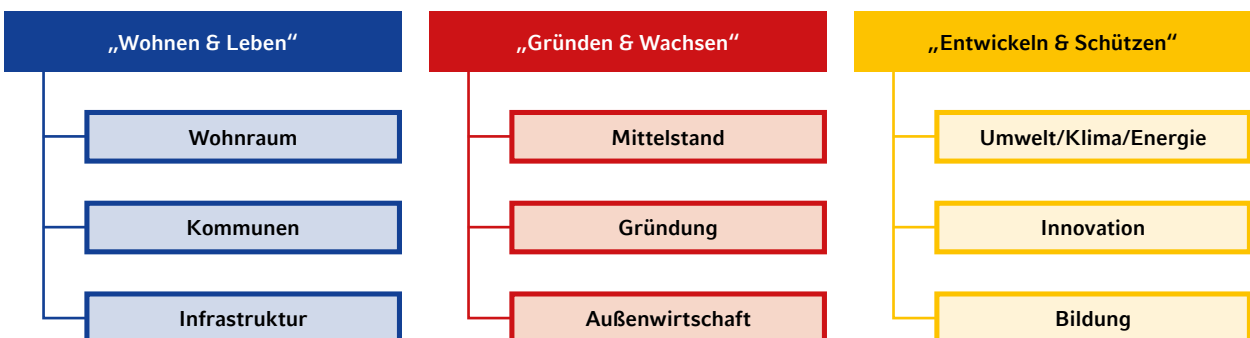 „Wohnen & Leben“
Wohnraum
Kommunen
Infrastruktur
„Gründen & Wachsen“
Mittelstand
Gründung
Außenwirtschaft
„Entwickeln & Schützen“
Umwelt/Klima/Energie
Innovation
Bildung